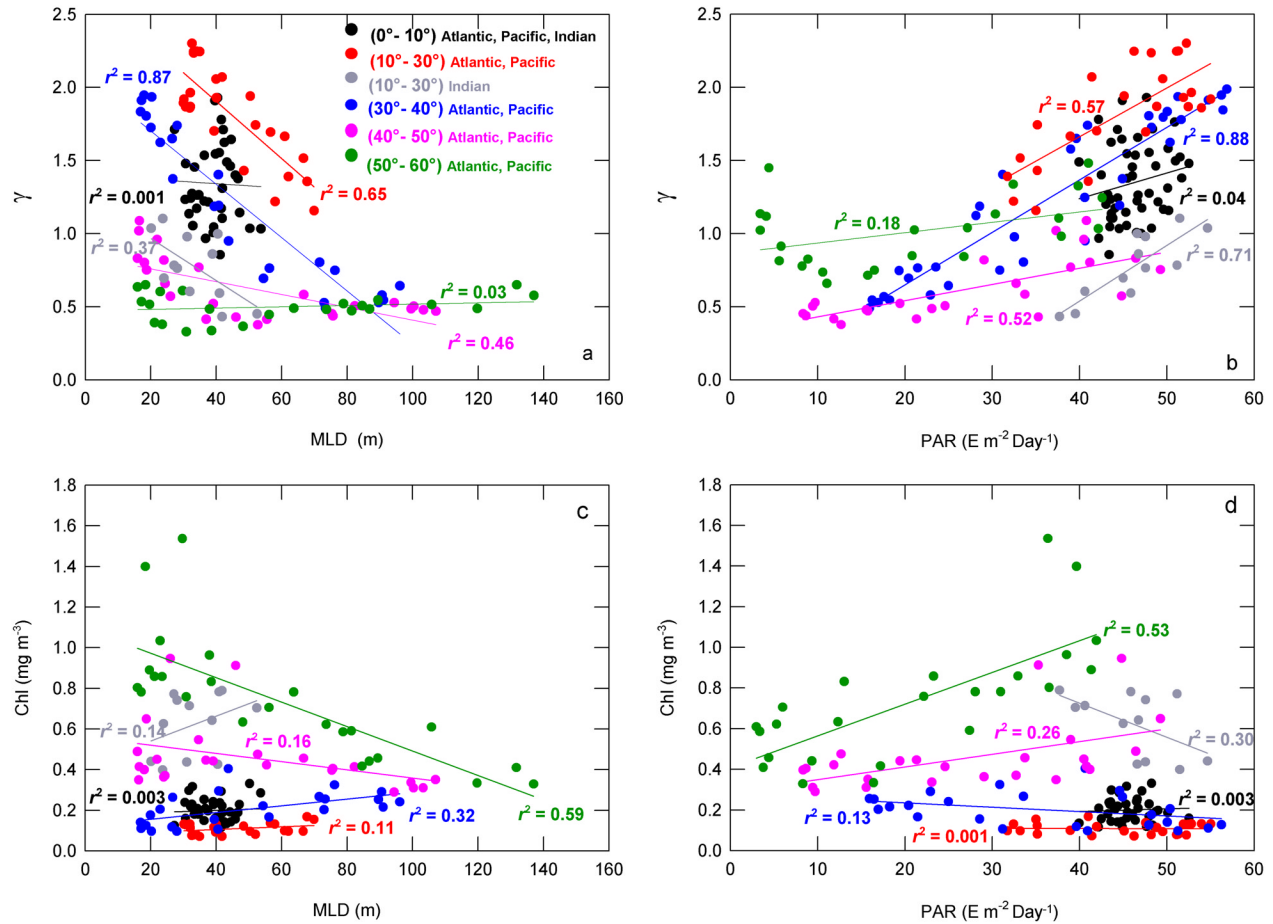 2.5
2.0
1.5
1.0
0.5
0.0
γ
0 20 40 60 80 100 120 140 160
MLD (m)
(0°- 10°) Atlantic, Pacific, Indian
(10°- 30°) Atlantic, Pacific
(10°- 30°) Indian
(30°- 40°) Atlantic, Pacific
(40°- 50°) Atlantic, Pacific
(50°- 60°) Atlantic, Pacific
r² = 0.87
r² = 0.001
r² = 0.65
r² = 0.37
r² = 0.03
r² = 0.46
a
2.5
2.0
1.5
1.0
0.5
0.0
γ
0 10 20 30 40 50 60
PAR (E m⁻² Day⁻¹)
r² = 0.57
r² = 0.88
r² = 0.04
r² = 0.18
r² = 0.71
r² = 0.52
b
1.8
1.6
1.4
1.2
1.0
0.8
0.6
0.4
0.2
0.0
Chl (mg m⁻³)
0 20 40 60 80 100 120 140 160
MLD (m)
c
r² = 0.14
r² = 0.16
r² = 0.003
r² = 0.32
r² = 0.59
r² = 0.11
1.8
1.6
1.4
1.2
1.0
0.8
0.6
0.4
0.2
0.0
Chl (mg m⁻³)
0 10 20 30 40 50 60
PAR (E m⁻² Day⁻¹)
d
r² = 0.53
r² = 0.26
r² = 0.30
r² = 0.003
r² = 0.13
r² = 0.001